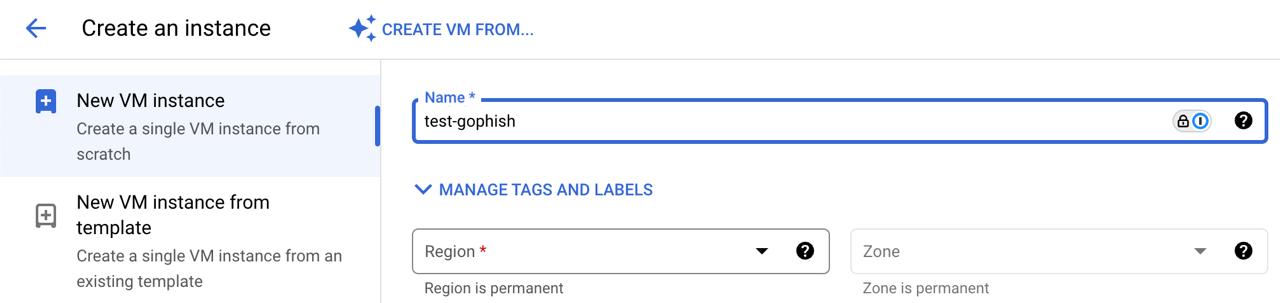 Create an instance
CREATE VM FROM...
New VM instance
Create a single VM instance from
scratch
New VM instance from
template
Create a single VM instance from an
existing template
Name *
test-gophish
MANAGE TAGS AND LABELS
Region *
Region is permanent
Zone
Zone is permanent